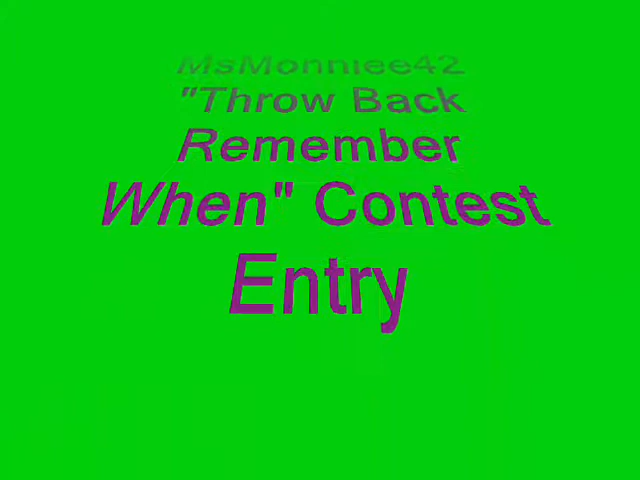 MsMonniee42
"Throw Back
Remember
When" Contest
Entry